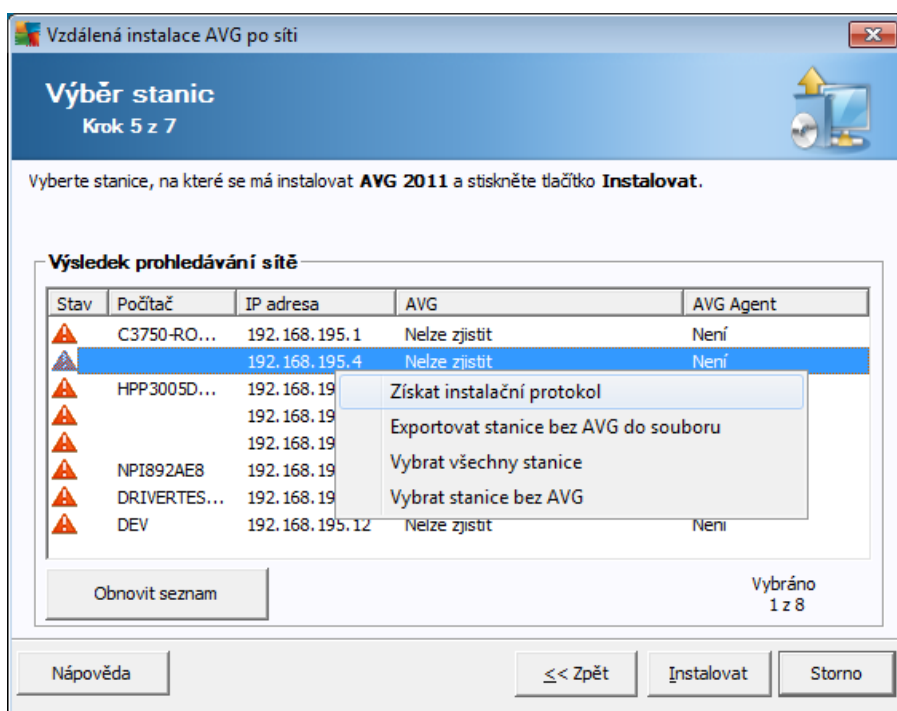 Vzdálená instalace AVG po síti
Výběr stanic
Krok 5 z 7
Vyberte stanice, na které se má instalovat AVG 2011 a stiskněte tlačítko Instalovat.
Výsledek prohledávání sítě
Stav Počítač IP adresa AVG AVG Agent
C3750-RO... 192.168.195.1 Nelze zjistit Není
192.168.195.4 Nelze zjistit Není
HPP3005D... 192.168.19
192.168.19
192.168.19
NPI892AE8 192.168.19
DRIVERTES... 192.168.19
DEV 192.168.195.12 Nelze zjistit Není
Získat instalační protokol
Exportovat stanice bez AVG do souboru
Vybrat všechny stanice
Vybrat stanice bez AVG
Obnovit seznam
Vybráno
1 z 8
Nápověda
<< Zpět
Instalovat
Storno